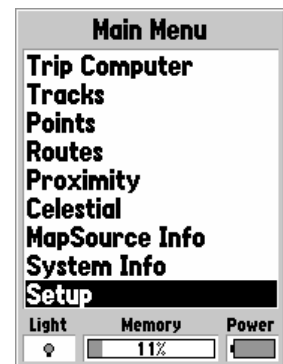 Main Menu
Trip Computer
Tracks
Points
Routes
Proximity
Celestial
MapSource Info
System Info
Setup
Light Memory Power
11%